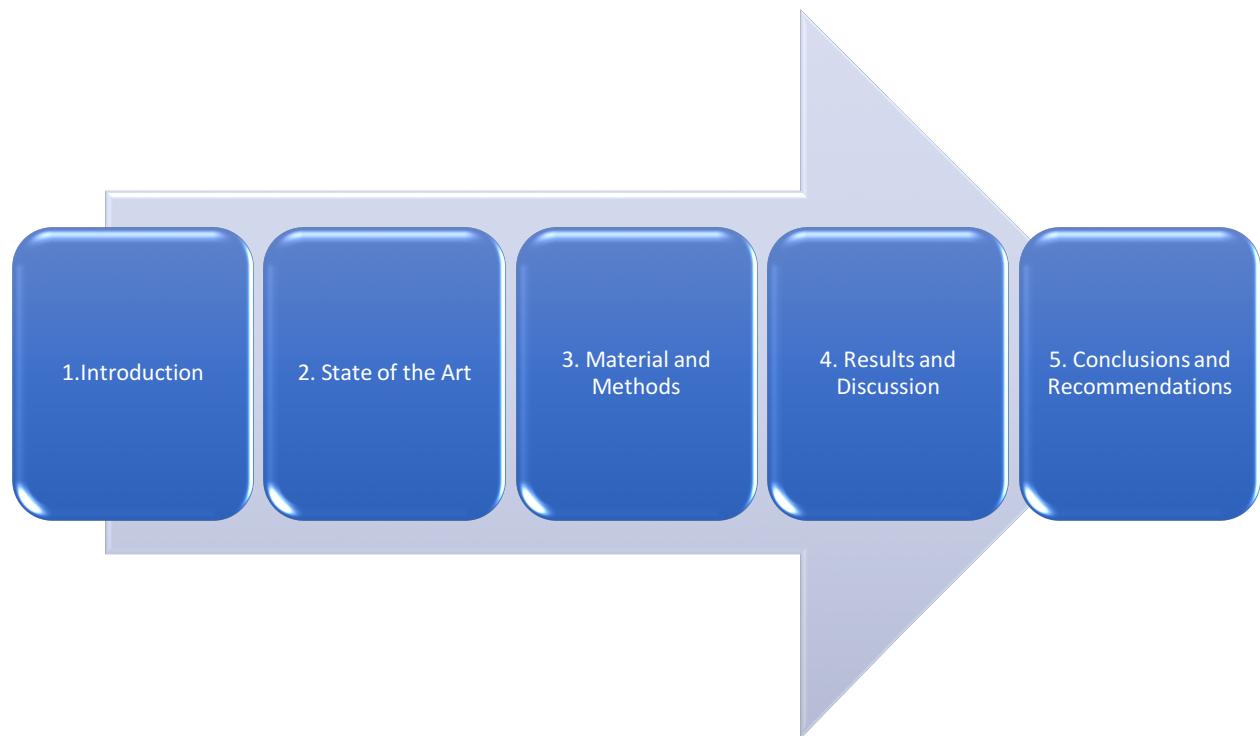 1.Introduction
2. State of the Art
3. Material and
Methods
4. Results and
Discussion
5. Conclusions and
Recommendations